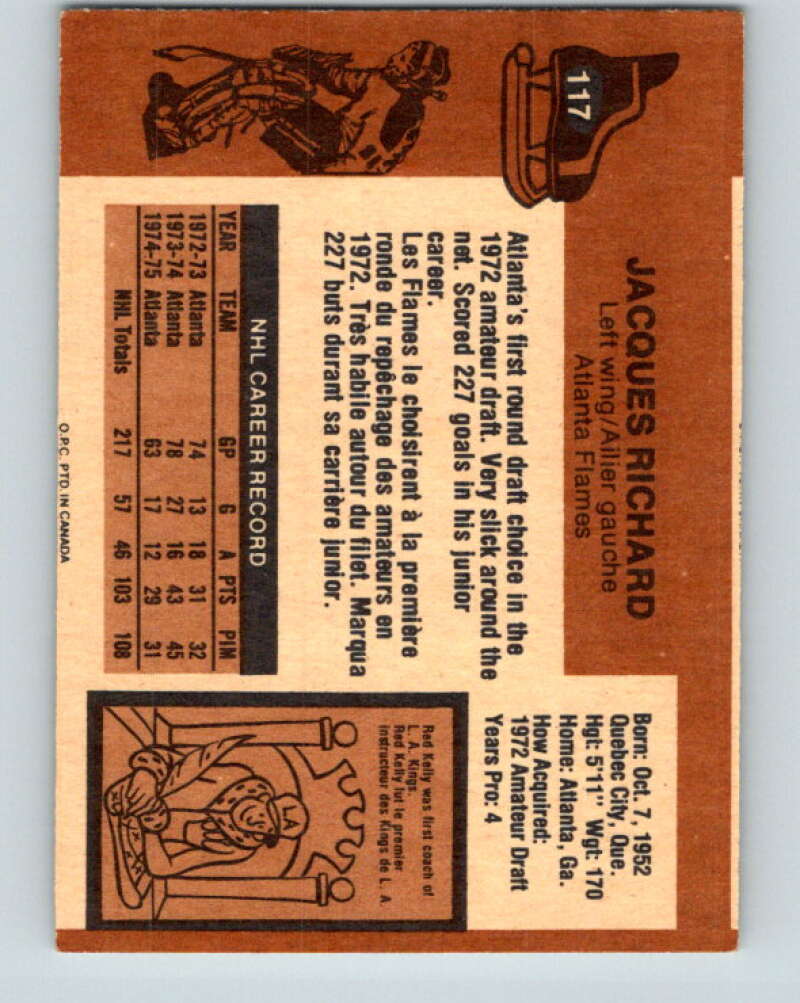 117
JACQUES RICHARD
Left wing/Ailier gauche
Atlanta Flames
Born: Oct. 7, 1952
Quebec City, Que.
Hgt: 5'11" Wgt: 170
Home: Atlanta, Ga.
How Acquired:
1972 Amateur Draft
Years Pro: 4
Atlanta's first round draft choice in the
1972 amateur draft. Very slick around the
net. Scored 227 goals in his junior
career.
Les Flames le choisirent à la première
ronde du repêchage des amateurs en
1972. Très habile autour du filet. Marqua
227 buts durant sa carrière junior.
NHL CAREER RECORD
YEAR TEAM GP G A PTS PIM
1972-73 Atlanta 74 13 18 31 32
1973-74 Atlanta 78 27 16 43 45
1974-75 Atlanta 63 17 12 29 31
NHL Totals 217 57 46 103 108
Red Kelly was first coach of
L. A. Kings.
Red Kelly fut le premier
instructeur des Kings de L. A.
LA
O.P.C. PTD. IN CANADA